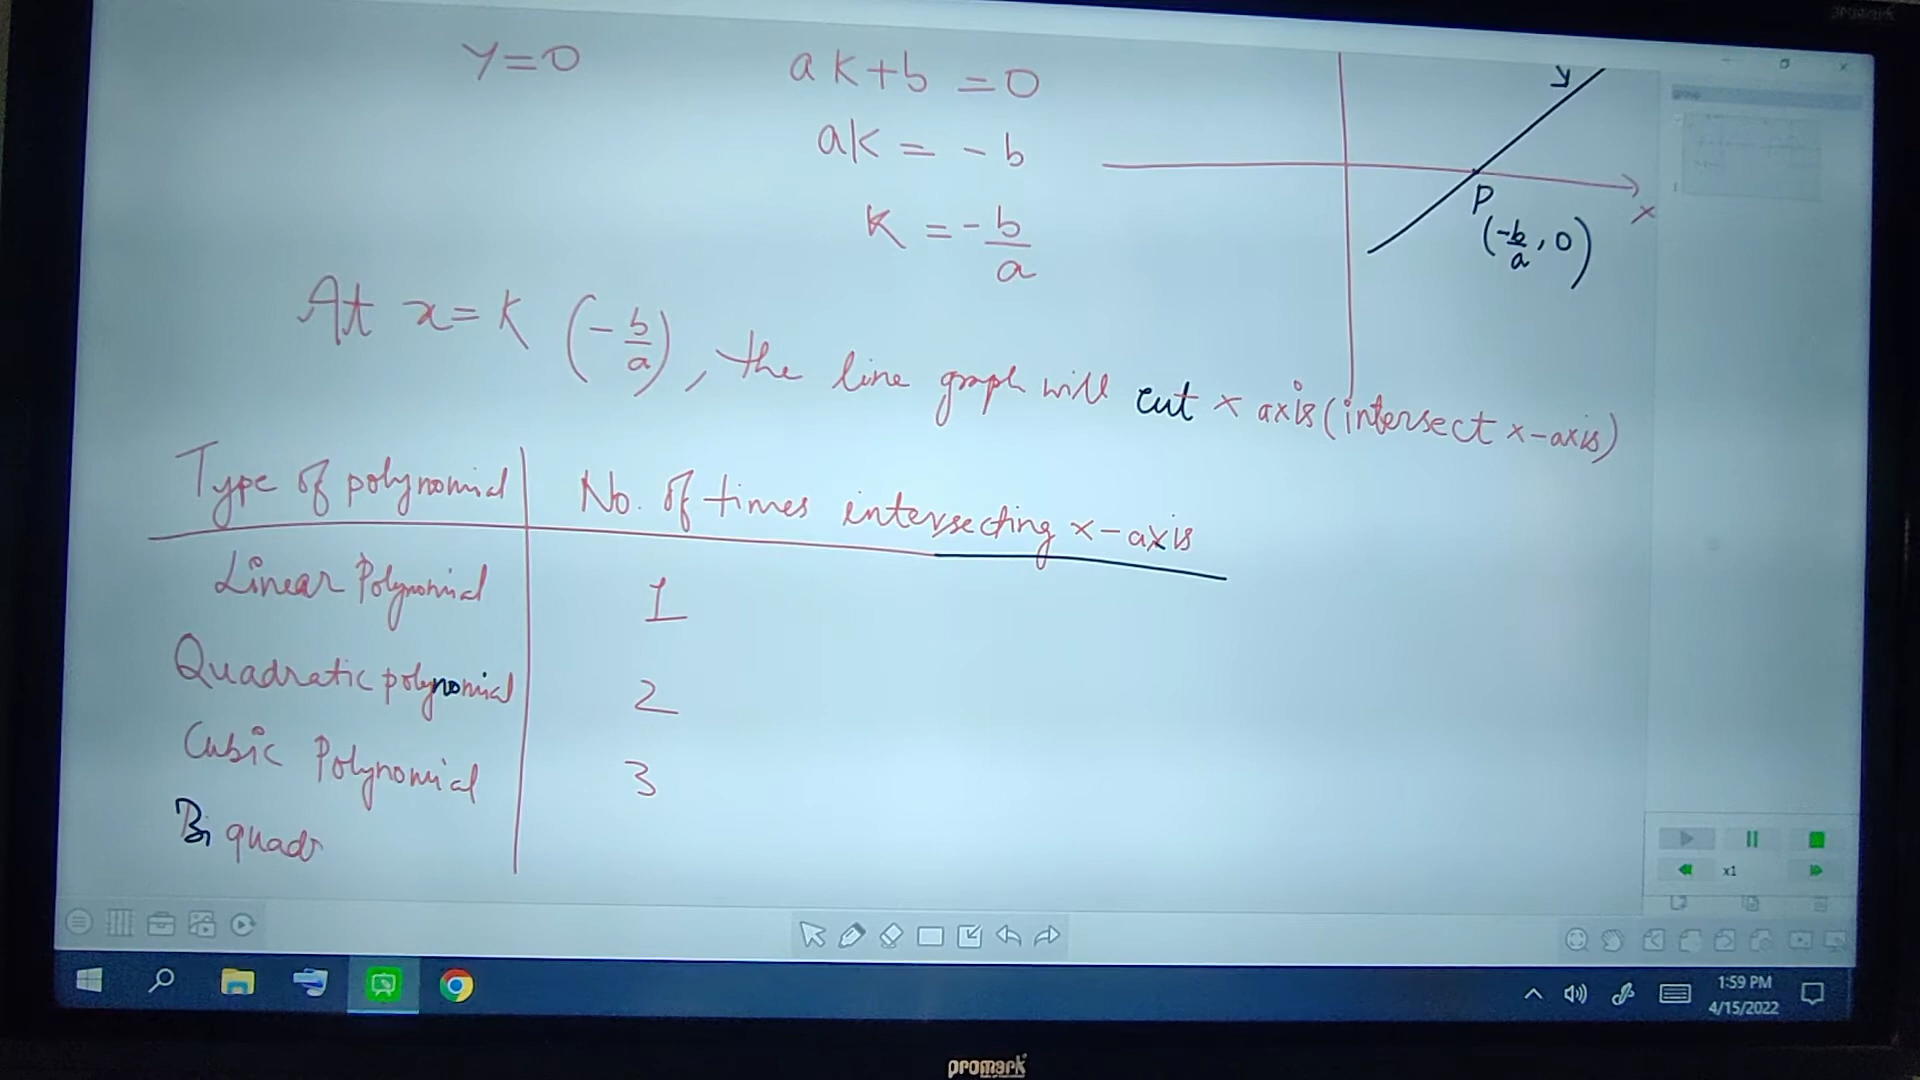 promark
y=0
ak+b =0
ak = -b
K = -b/a
y
x
P
(-b/a, 0)
At x=K (-b/a), the line graph will cut x axis(intersect x-axis)
Type of polynomial No. of times intersecting x-axis
Linear Polynomial 1
Quadratic polynomial 2
Cubic Polynomial 3
Bi quadr
x1
1:59 PM
4/15/2022
promark